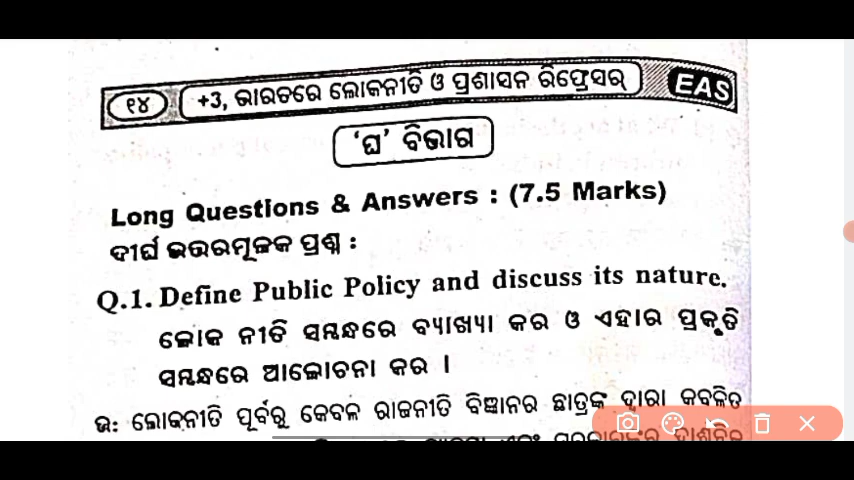 ୧୪
+3, ଭାରତରେ ଲୋକନୀତି ଓ ପ୍ରଶାସନ ରିଫ୍ରେସର୍
EAS
‘ଘ’ ବିଭାଗ
Long Questions & Answers : (7.5 Marks)
ଦୀର୍ଘ ଉତ୍ତରମୂଳକ ପ୍ରଶ୍ନ :
Q.1. Define Public Policy and discuss its nature.
ଲୋକ ନୀତି ସମ୍ବନ୍ଧରେ ବ୍ୟାଖ୍ୟା କର ଓ ଏହାର ପ୍ରକୃତି
ସମ୍ବନ୍ଧରେ ଆଲୋଚନା କର ।
ଉ: ଲୋକନୀତି ପୂର୍ବରୁ କେବଳ ରାଜନୀତି ବିଜ୍ଞାନର ଛାତ୍ରଙ୍କ ଦ୍ୱାରା କବଳିତ